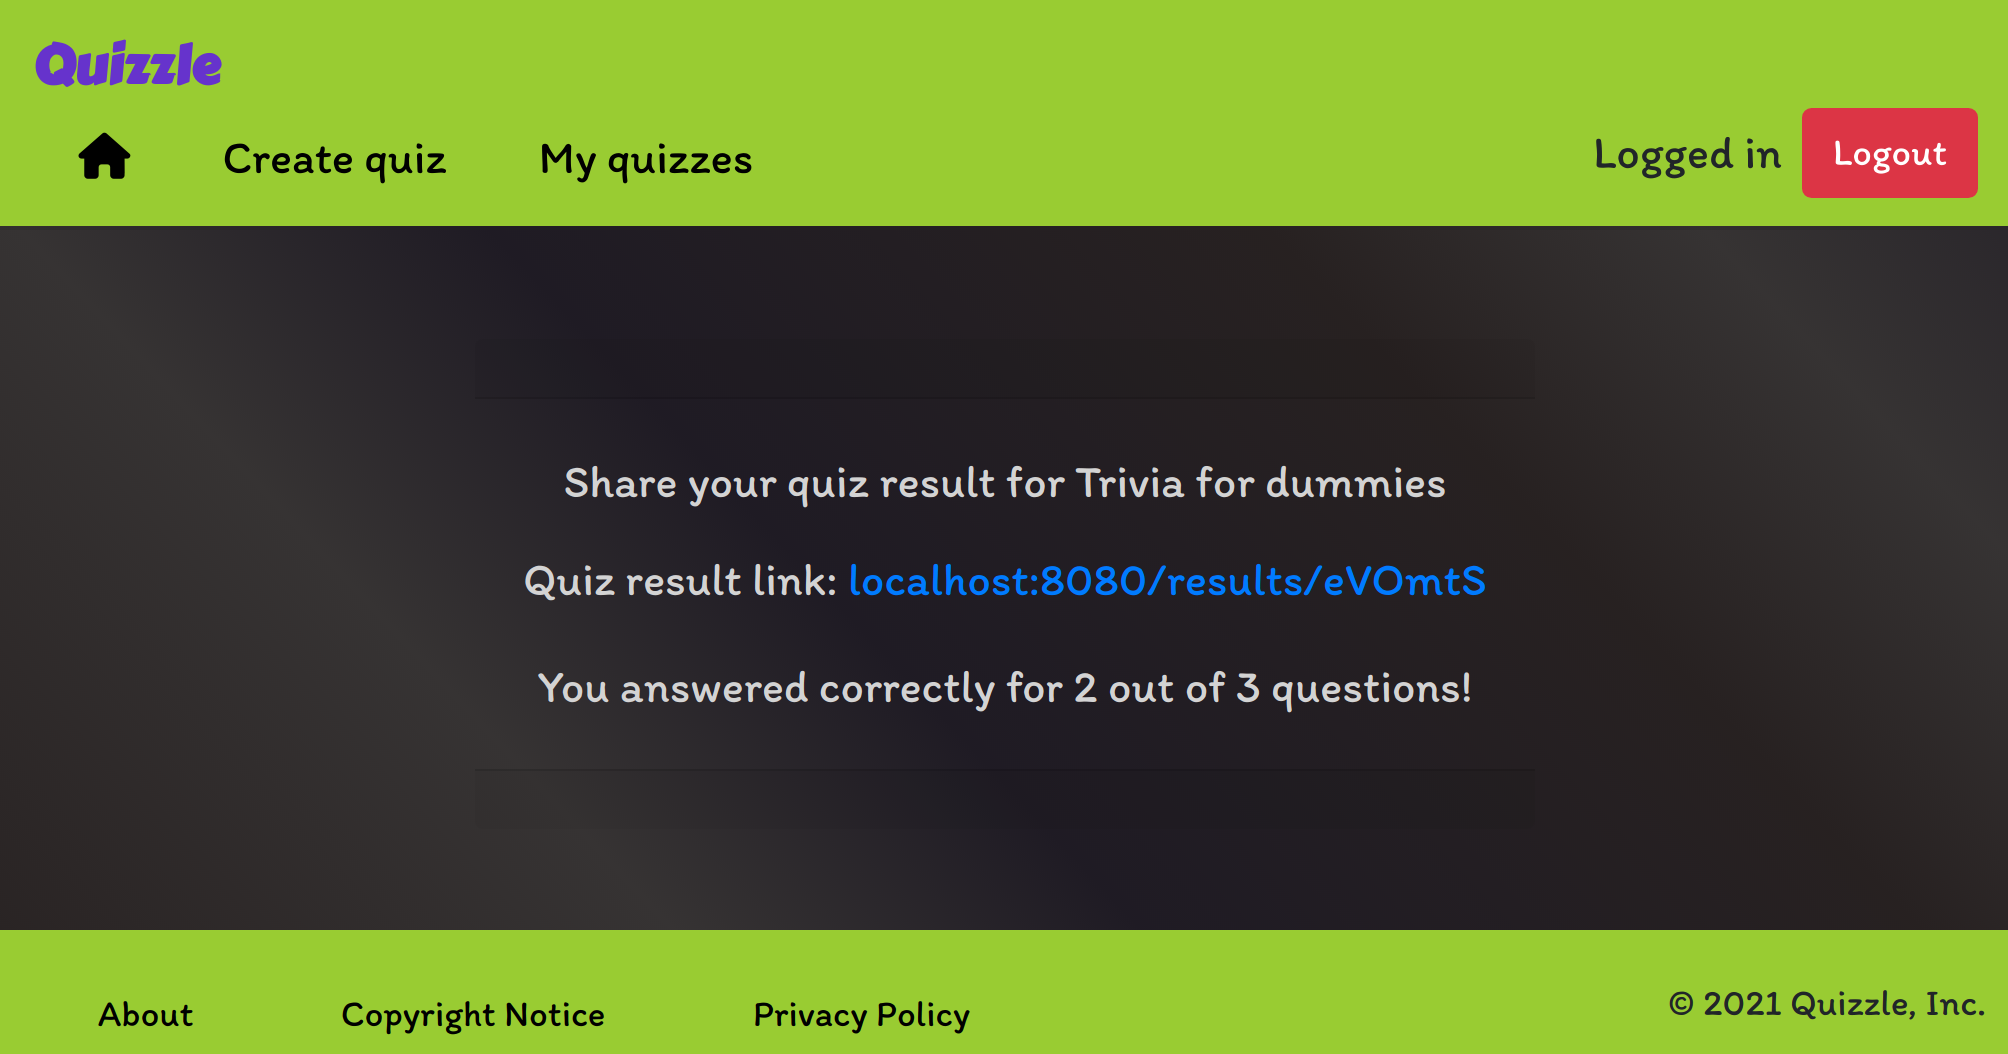 Quizzle
Create quiz
My quizzes
Logged in
Logout
Share your quiz result for Trivia for dummies
Quiz result link: localhost:8080/results/eVOmtS
You answered correctly for 2 out of 3 questions!
About
Copyright Notice
Privacy Policy
© 2021 Quizzle, Inc.